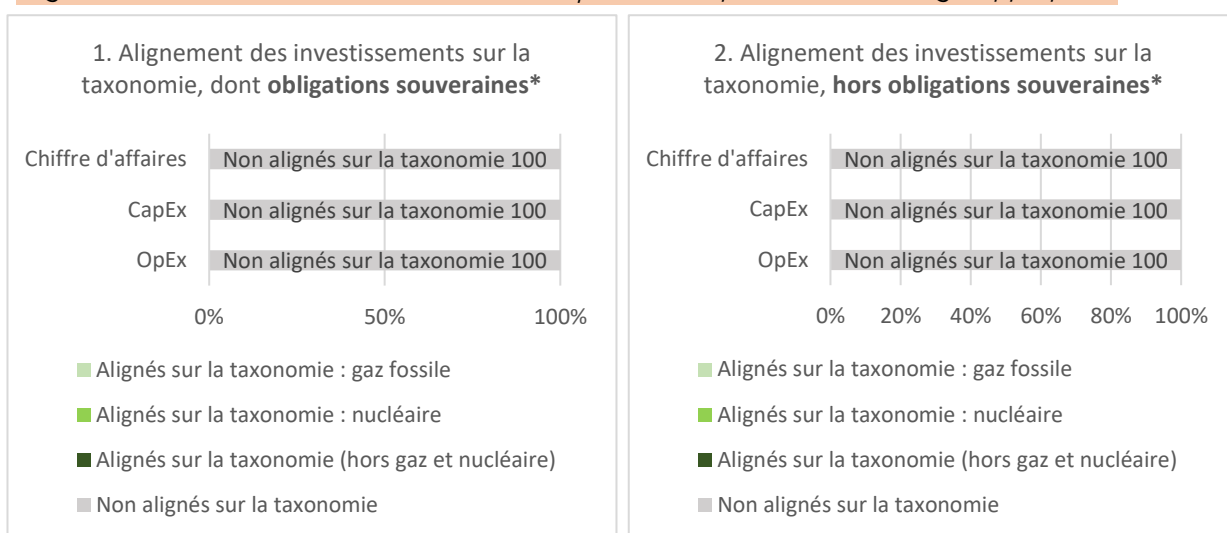 1. Alignement des investissements sur la
taxonomie, dont obligations souveraines*
Chiffre d'affaires
Non alignés sur la taxonomie 100
CapEx
Non alignés sur la taxonomie 100
OpEx
Non alignés sur la taxonomie 100
0% 50% 100%
Alignés sur la taxonomie : gaz fossile
Alignés sur la taxonomie : nucléaire
Alignés sur la taxonomie (hors gaz et nucléaire)
Non alignés sur la taxonomie
2. Alignement des investissements sur la
taxonomie, hors obligations souveraines*
Chiffre d'affaires
Non alignés sur la taxonomie 100
CapEx
Non alignés sur la taxonomie 100
OpEx
Non alignés sur la taxonomie 100
0% 20% 40% 60% 80% 100%
Alignés sur la taxonomie : gaz fossile
Alignés sur la taxonomie : nucléaire
Alignés sur la taxonomie (hors gaz et nucléaire)
Non alignés sur la taxonomie